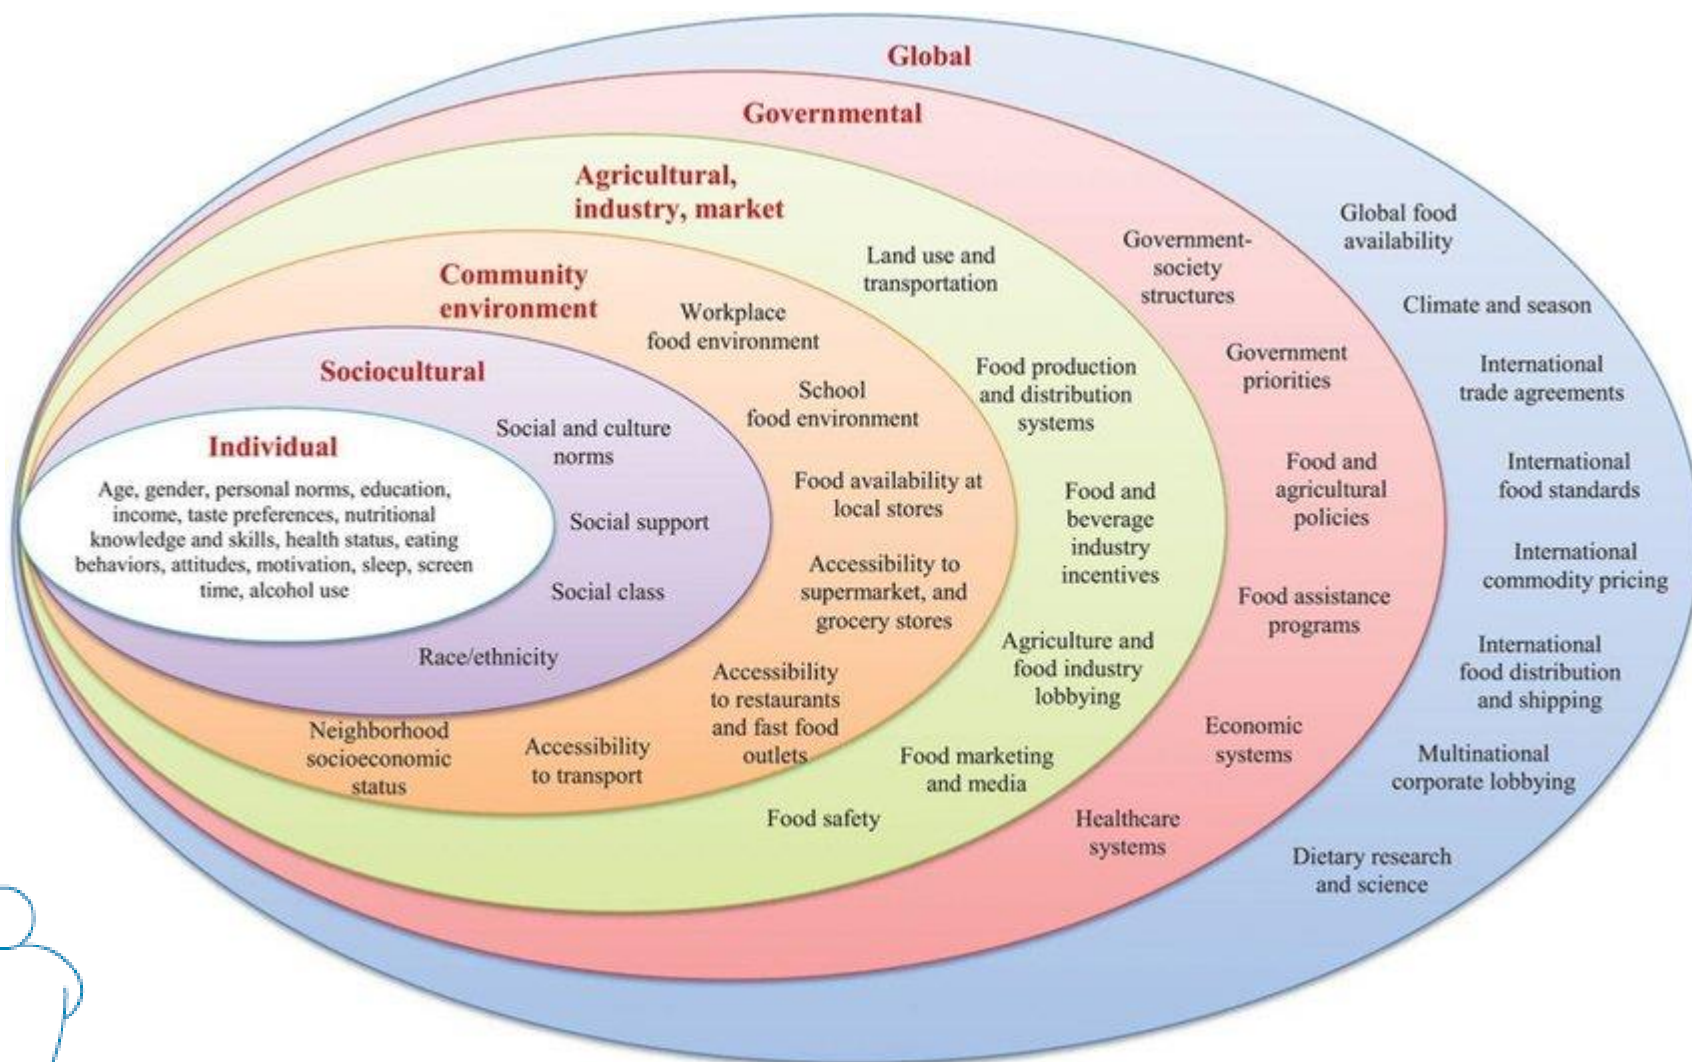 Global
Governmental
Agricultural,
industry, market
Community
environment
Sociocultural
Individual
Age, gender, personal norms, education,
income, taste preferences, nutritional
knowledge and skills, health status, eating
behaviors, attitudes, motivation, sleep, screen
time, alcohol use
Social and culture
norms
Social support
Social class
Race/ethnicity
Workplace
food environment
School
food environment
Food availability at
local stores
Accessibility to
supermarket, and
grocery stores
Accessibility
to restaurants
and fast food
outlets
Accessibility
to transport
Neighborhood
socioeconomic
status
Land use and
transportation
Food production
and distribution
systems
Food and
beverage
industry
incentives
Agriculture and
food industry
lobbying
Food marketing
and media
Food safety
Government-
society
structures
Government
priorities
Food and
agricultural
policies
Food assistance
programs
Economic
systems
Healthcare
systems
Global food
availability
Climate and season
International
trade agreements
International
food standards
International
commodity pricing
International
food distribution
and shipping
Multinational
corporate lobbying
Dietary research
and science